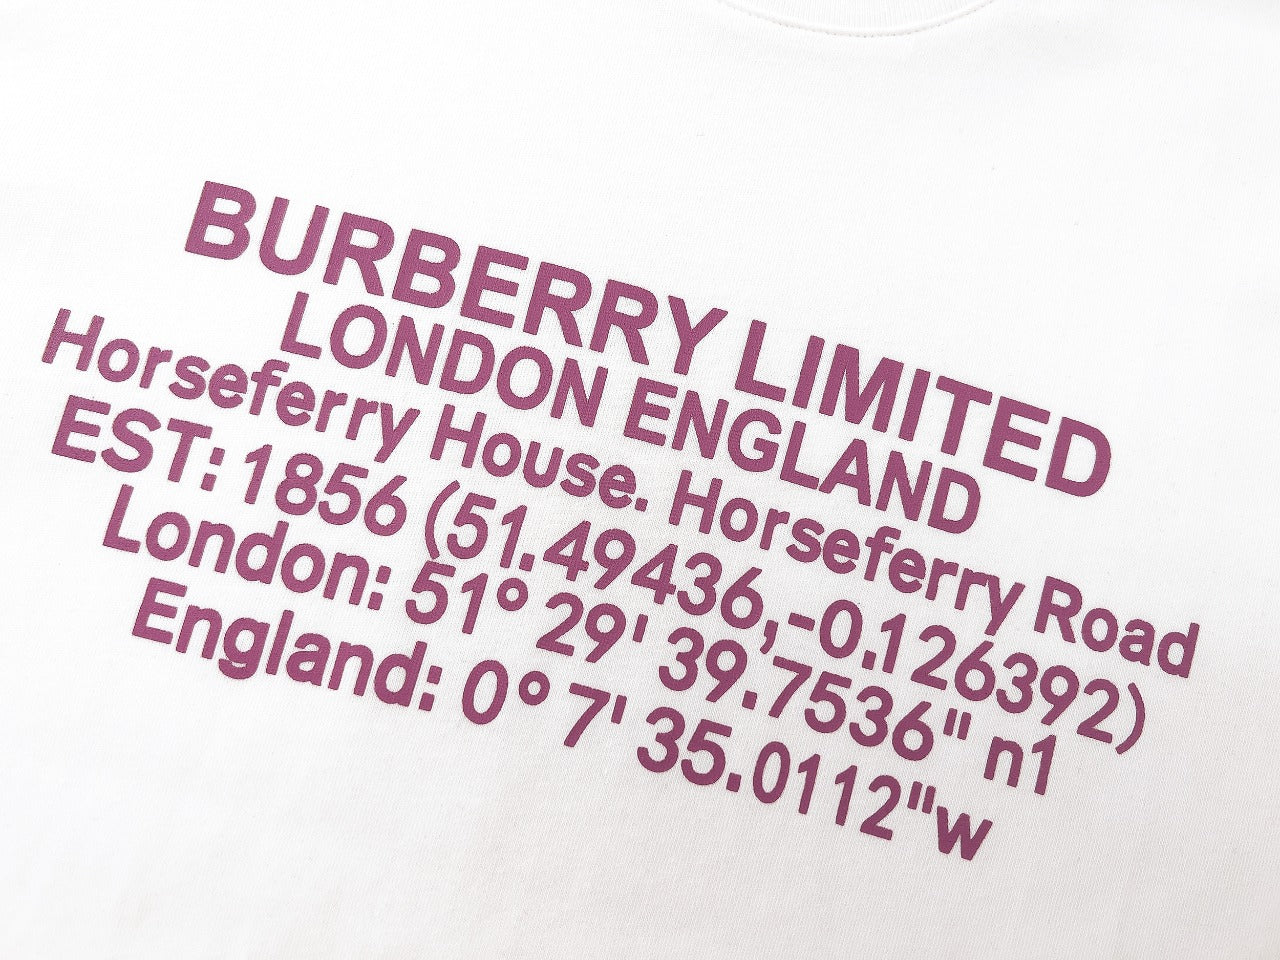 BURBERRY LIMITED
LONDON ENGLAND
Horseferry House. Horseferry Road
EST: 1856 (51.49436,-0.126392)
London: 51° 29' 39.7536" n1
England: 0° 7' 35.0112"w